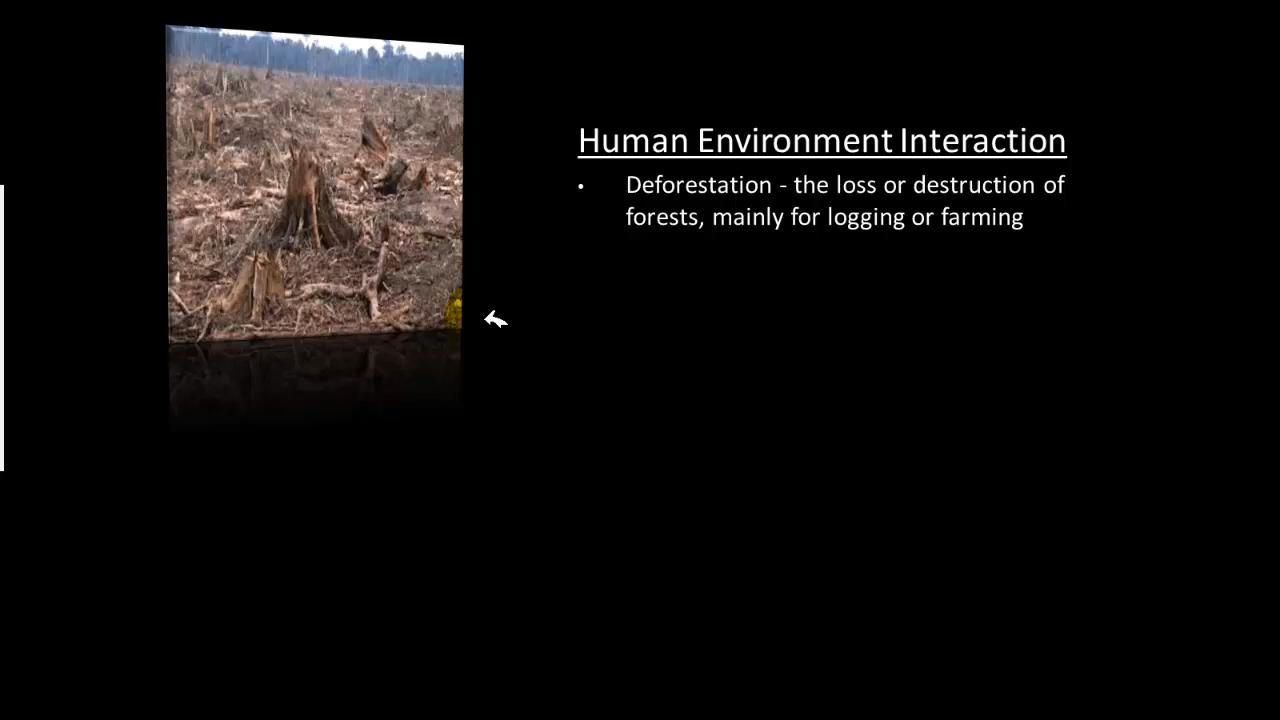 Human Environment Interaction
• Deforestation - the loss or destruction of
forests, mainly for logging or farming